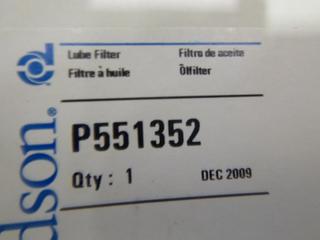 Lube Filter Filtro de aceite
Filtre à huile Ölfilter
P551352
Qty : 1 DEC 2009
dson.